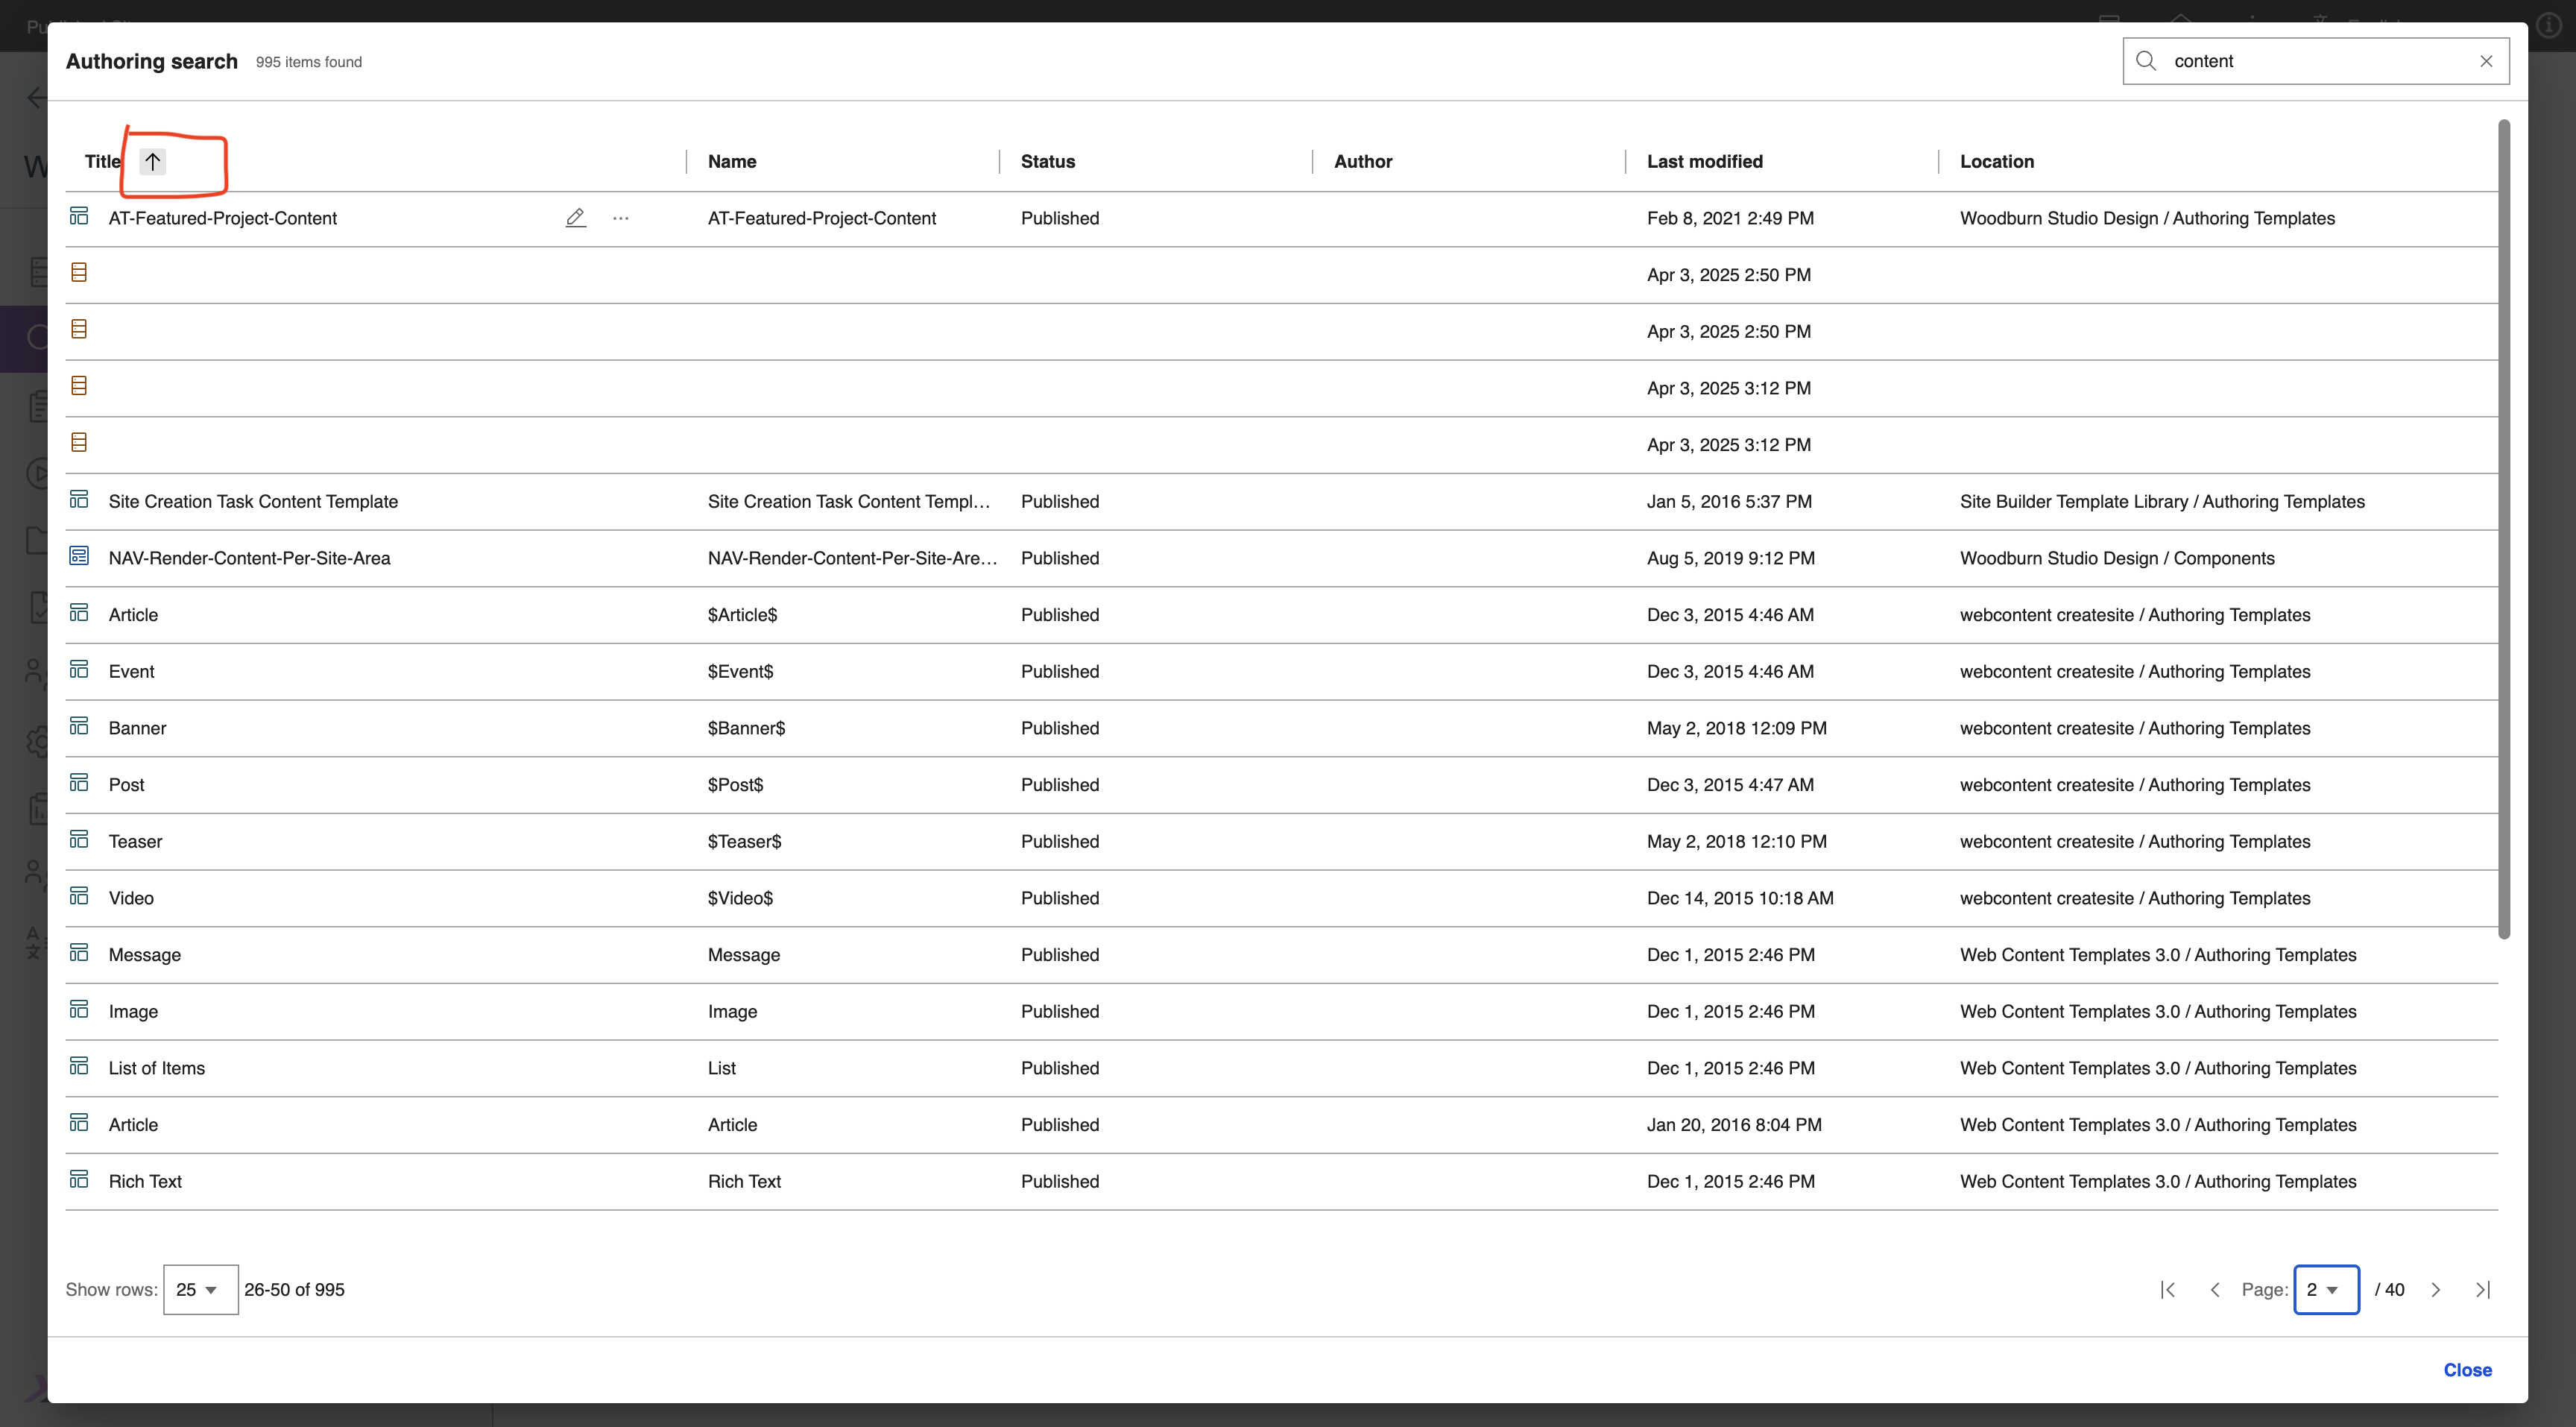 Authoring search 995 items found content
Title Name Status Author Last modified Location
AT-Featured-Project-Content AT-Featured-Project-Content Published Feb 8, 2021 2:49 PM Woodburn Studio Design / Authoring Templates
Apr 3, 2025 2:50 PM
Apr 3, 2025 2:50 PM
Apr 3, 2025 3:12 PM
Apr 3, 2025 3:12 PM
Site Creation Task Content Template Site Creation Task Content Templ... Published Jan 5, 2016 5:37 PM Site Builder Template Library / Authoring Templates
NAV-Render-Content-Per-Site-Area NAV-Render-Content-Per-Site-Are... Published Aug 5, 2019 9:12 PM Woodburn Studio Design / Components
Article $Article$ Published Dec 3, 2015 4:46 AM webcontent createsite / Authoring Templates
Event $Event$ Published Dec 3, 2015 4:46 AM webcontent createsite / Authoring Templates
Banner $Banner$ Published May 2, 2018 12:09 PM webcontent createsite / Authoring Templates
Post $Post$ Published Dec 3, 2015 4:47 AM webcontent createsite / Authoring Templates
Teaser $Teaser$ Published May 2, 2018 12:10 PM webcontent createsite / Authoring Templates
Video $Video$ Published Dec 14, 2015 10:18 AM webcontent createsite / Authoring Templates
Message Message Published Dec 1, 2015 2:46 PM Web Content Templates 3.0 / Authoring Templates
Image Image Published Dec 1, 2015 2:46 PM Web Content Templates 3.0 / Authoring Templates
List of Items List Published Dec 1, 2015 2:46 PM Web Content Templates 3.0 / Authoring Templates
Article Article Published Jan 20, 2016 8:04 PM Web Content Templates 3.0 / Authoring Templates
Rich Text Rich Text Published Dec 1, 2015 2:46 PM Web Content Templates 3.0 / Authoring Templates
Show rows: 25 26-50 of 995 Page: 2 / 40
Close